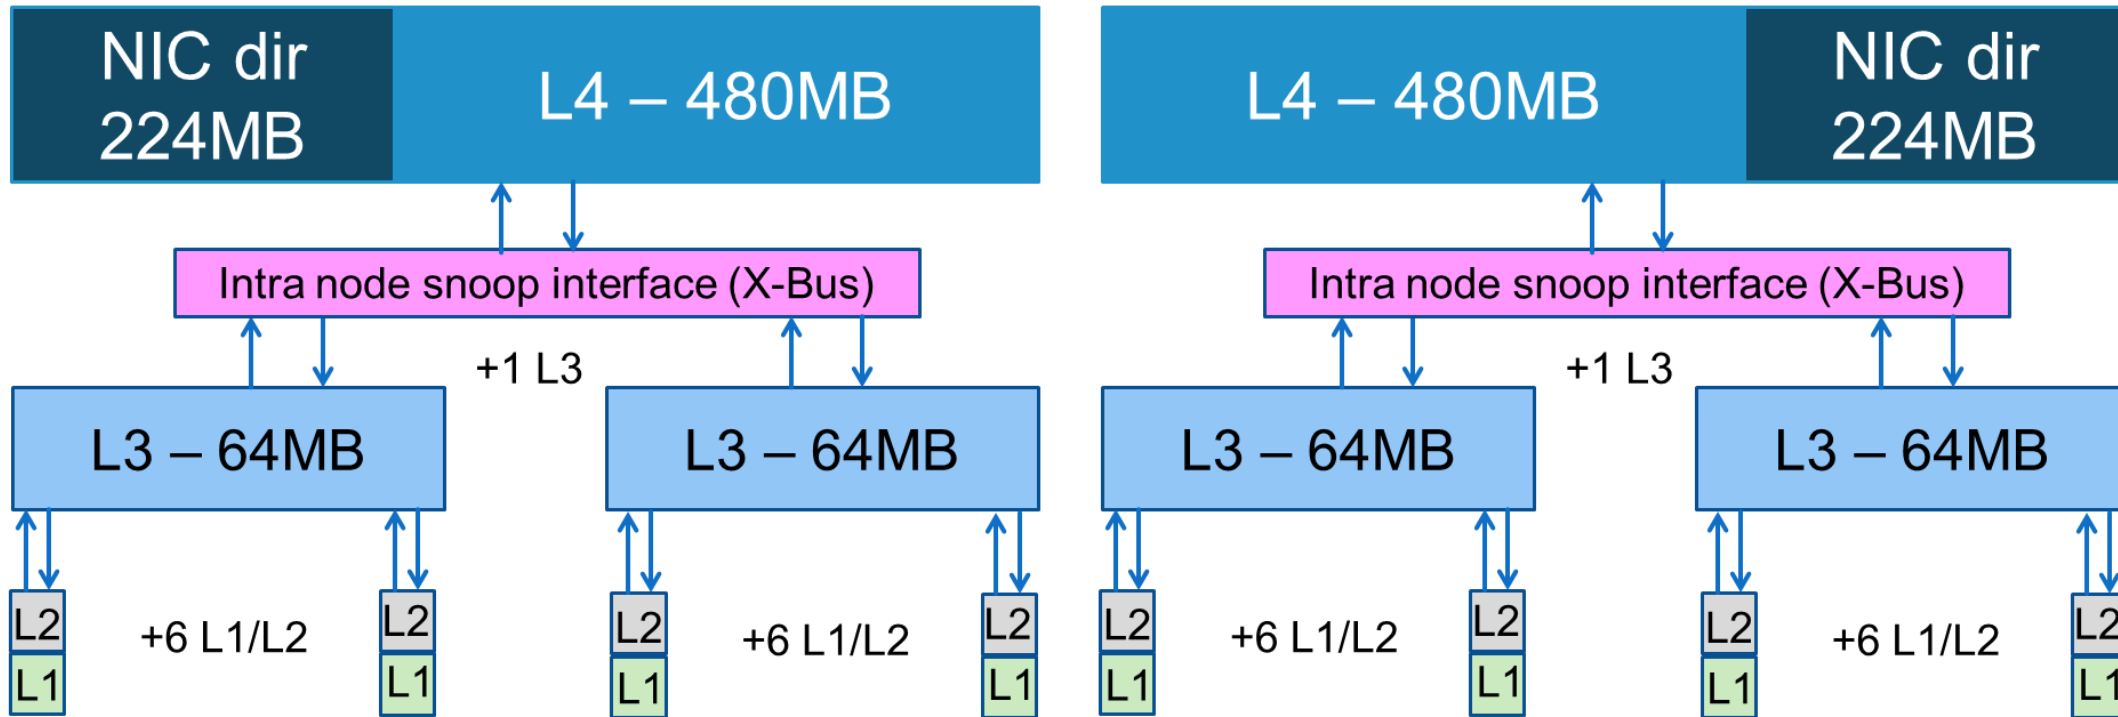 NIC dir
224MB
L4 – 480MB
L4 – 480MB
NIC dir
224MB
Intra node snoop interface (X-Bus)
Intra node snoop interface (X-Bus)
+1 L3
+1 L3
L3 – 64MB
L3 – 64MB
L3 – 64MB
L3 – 64MB
L2
L2
L2
L2
L2
L2
L2
L2
+6 L1/L2
+6 L1/L2
+6 L1/L2
+6 L1/L2
L1
L1
L1
L1
L1
L1
L1
L1